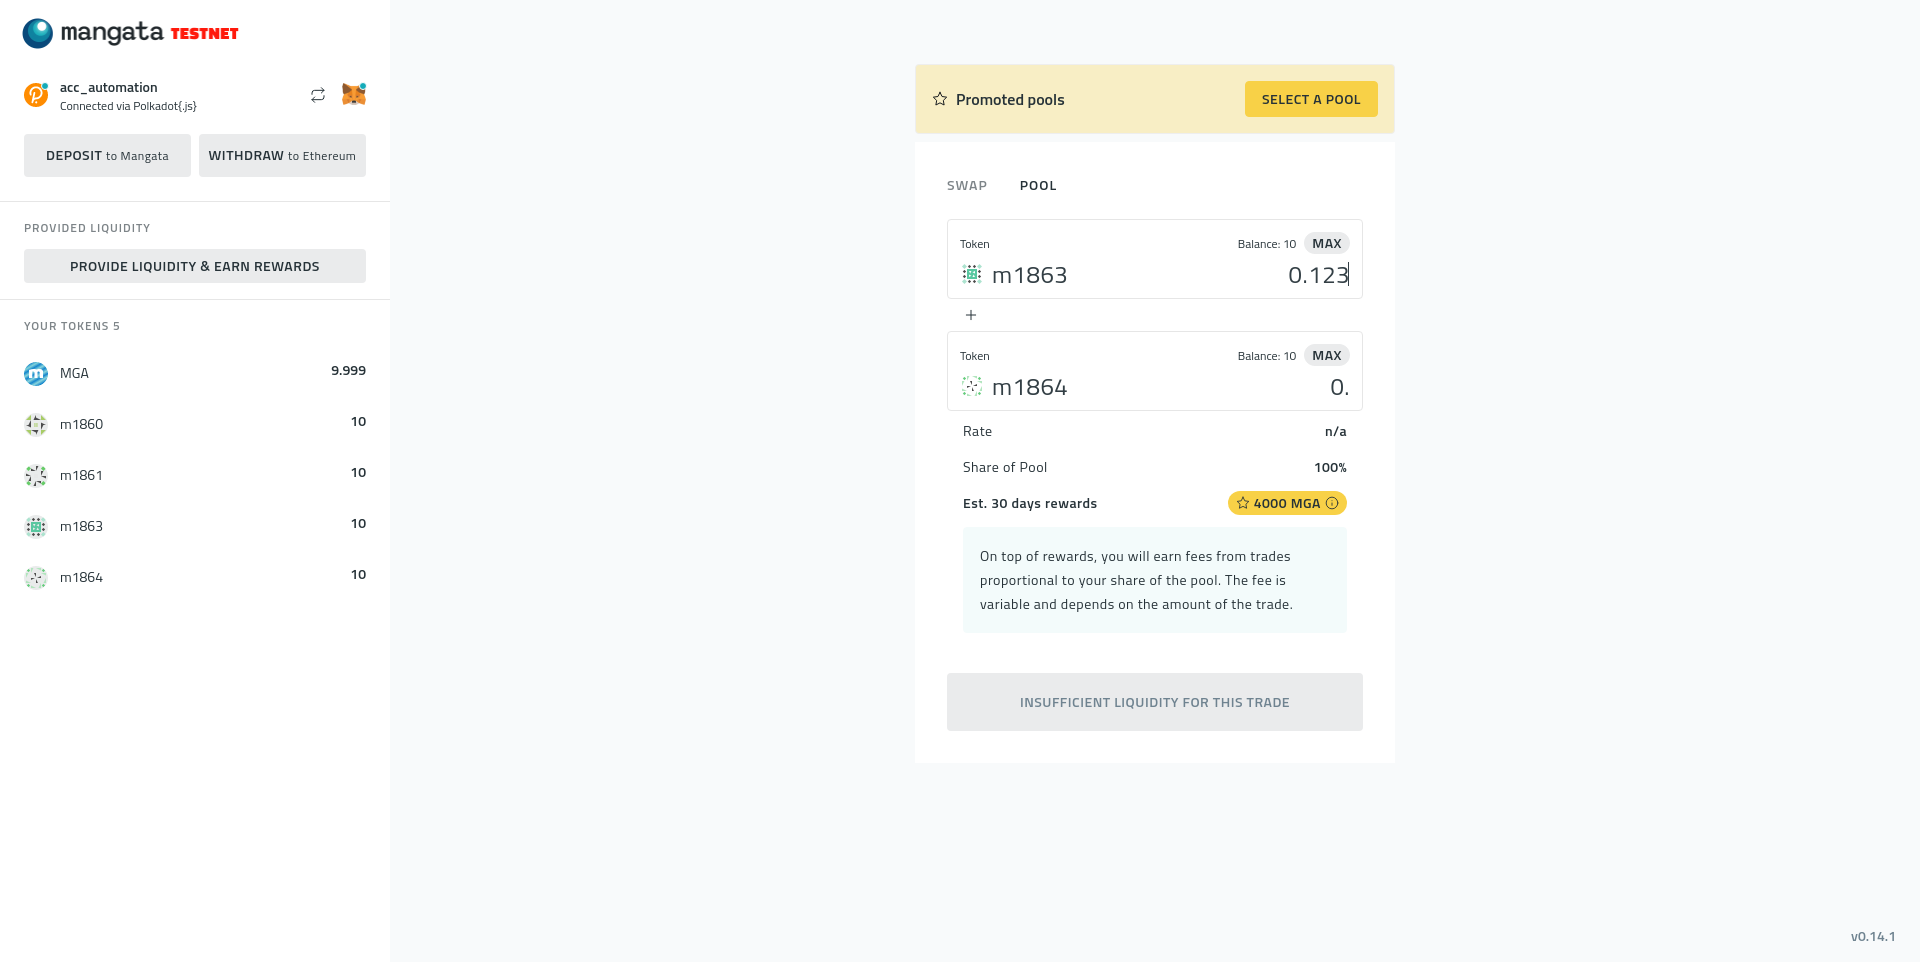 mangata TESTNET
acc_automation
Connected via Polkadot{.js}
DEPOSIT to Mangata
WITHDRAW to Ethereum
PROVIDED LIQUIDITY
PROVIDE LIQUIDITY & EARN REWARDS
YOUR TOKENS 5
MGA 9.999
m1860 10
m1861 10
m1863 10
m1864 10
Promoted pools
SELECT A POOL
SWAP POOL
Token Balance: 10 MAX
m1863 0.123
+
Token Balance: 10 MAX
m1864 0.
Rate n/a
Share of Pool 100%
Est. 30 days rewards 4000 MGA
On top of rewards, you will earn fees from trades
proportional to your share of the pool. The fee is
variable and depends on the amount of the trade.
INSUFFICIENT LIQUIDITY FOR THIS TRADE
v0.14.1